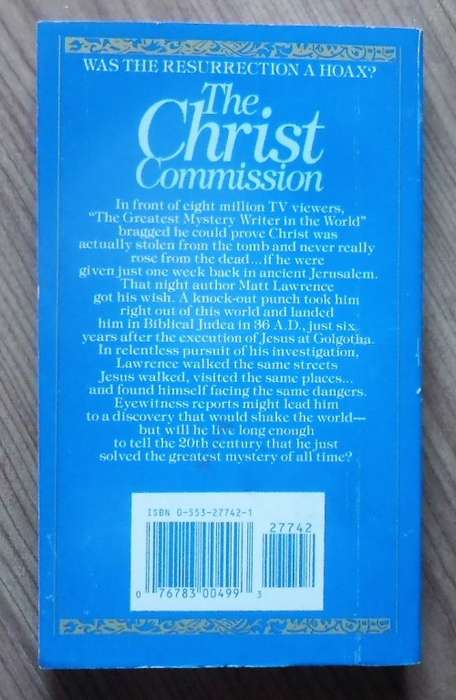 WAS THE RESURRECTION A HOAX?
The
Christ
Commission
In front of eight million TV viewers,
“The Greatest Mystery Writer in the World”
bragged he could prove Christ was
actually stolen from the tomb and never really
rose from the dead...if he were
given just one week back in ancient Jerusalem.
That night author Matt Lawrence
got his wish. A knock-out punch took him
right out of this world and landed
him in Biblical Judea in 36 A.D., just six
years after the execution of Jesus at Golgotha.
In relentless pursuit of his investigation,
Lawrence walked the same streets
Jesus walked, visited the same places...
and found himself facing the same dangers.
Eyewitness reports might lead him
to a discovery that would shake the world—
but will he live long enough
to tell the 20th century that he just
solved the greatest mystery of all time?
ISBN 0-553-27742-1
27742
0 76783 00499 3